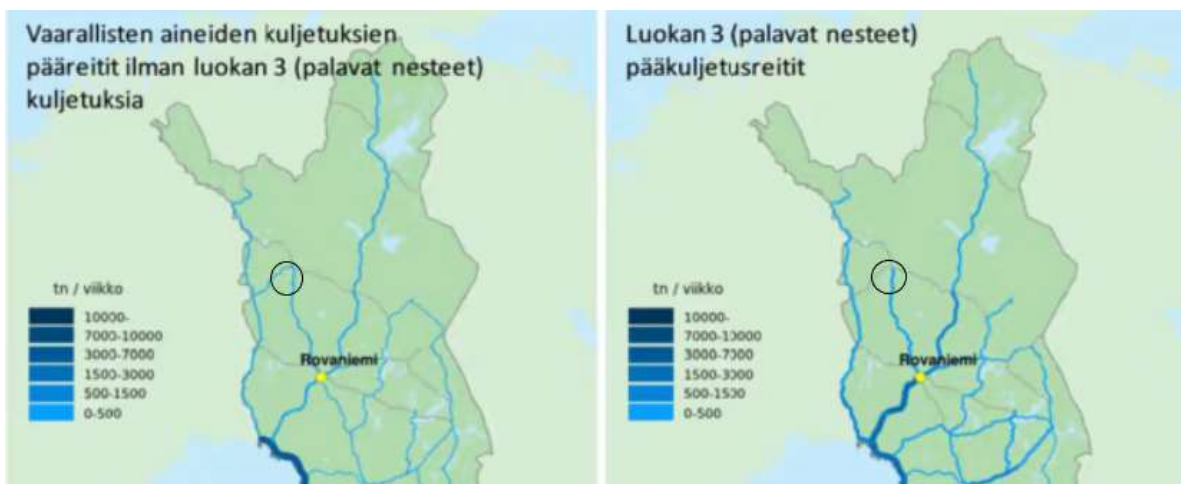 Vaarallisten aineiden kuljetuksien
pääreitit ilman luokan 3 (palavat nesteet)
kuljetuksia
tn / viikko
10000-
7000-10000
3000-7000
1500-3000
500-1500
0-500
Rovaniemi
Luokan 3 (palavat nesteet)
pääkuljetusreitit
tn / viikko
10000-
7000-10000
3000-7000
1500-3000
500-1500
0-500
Rovaniemi